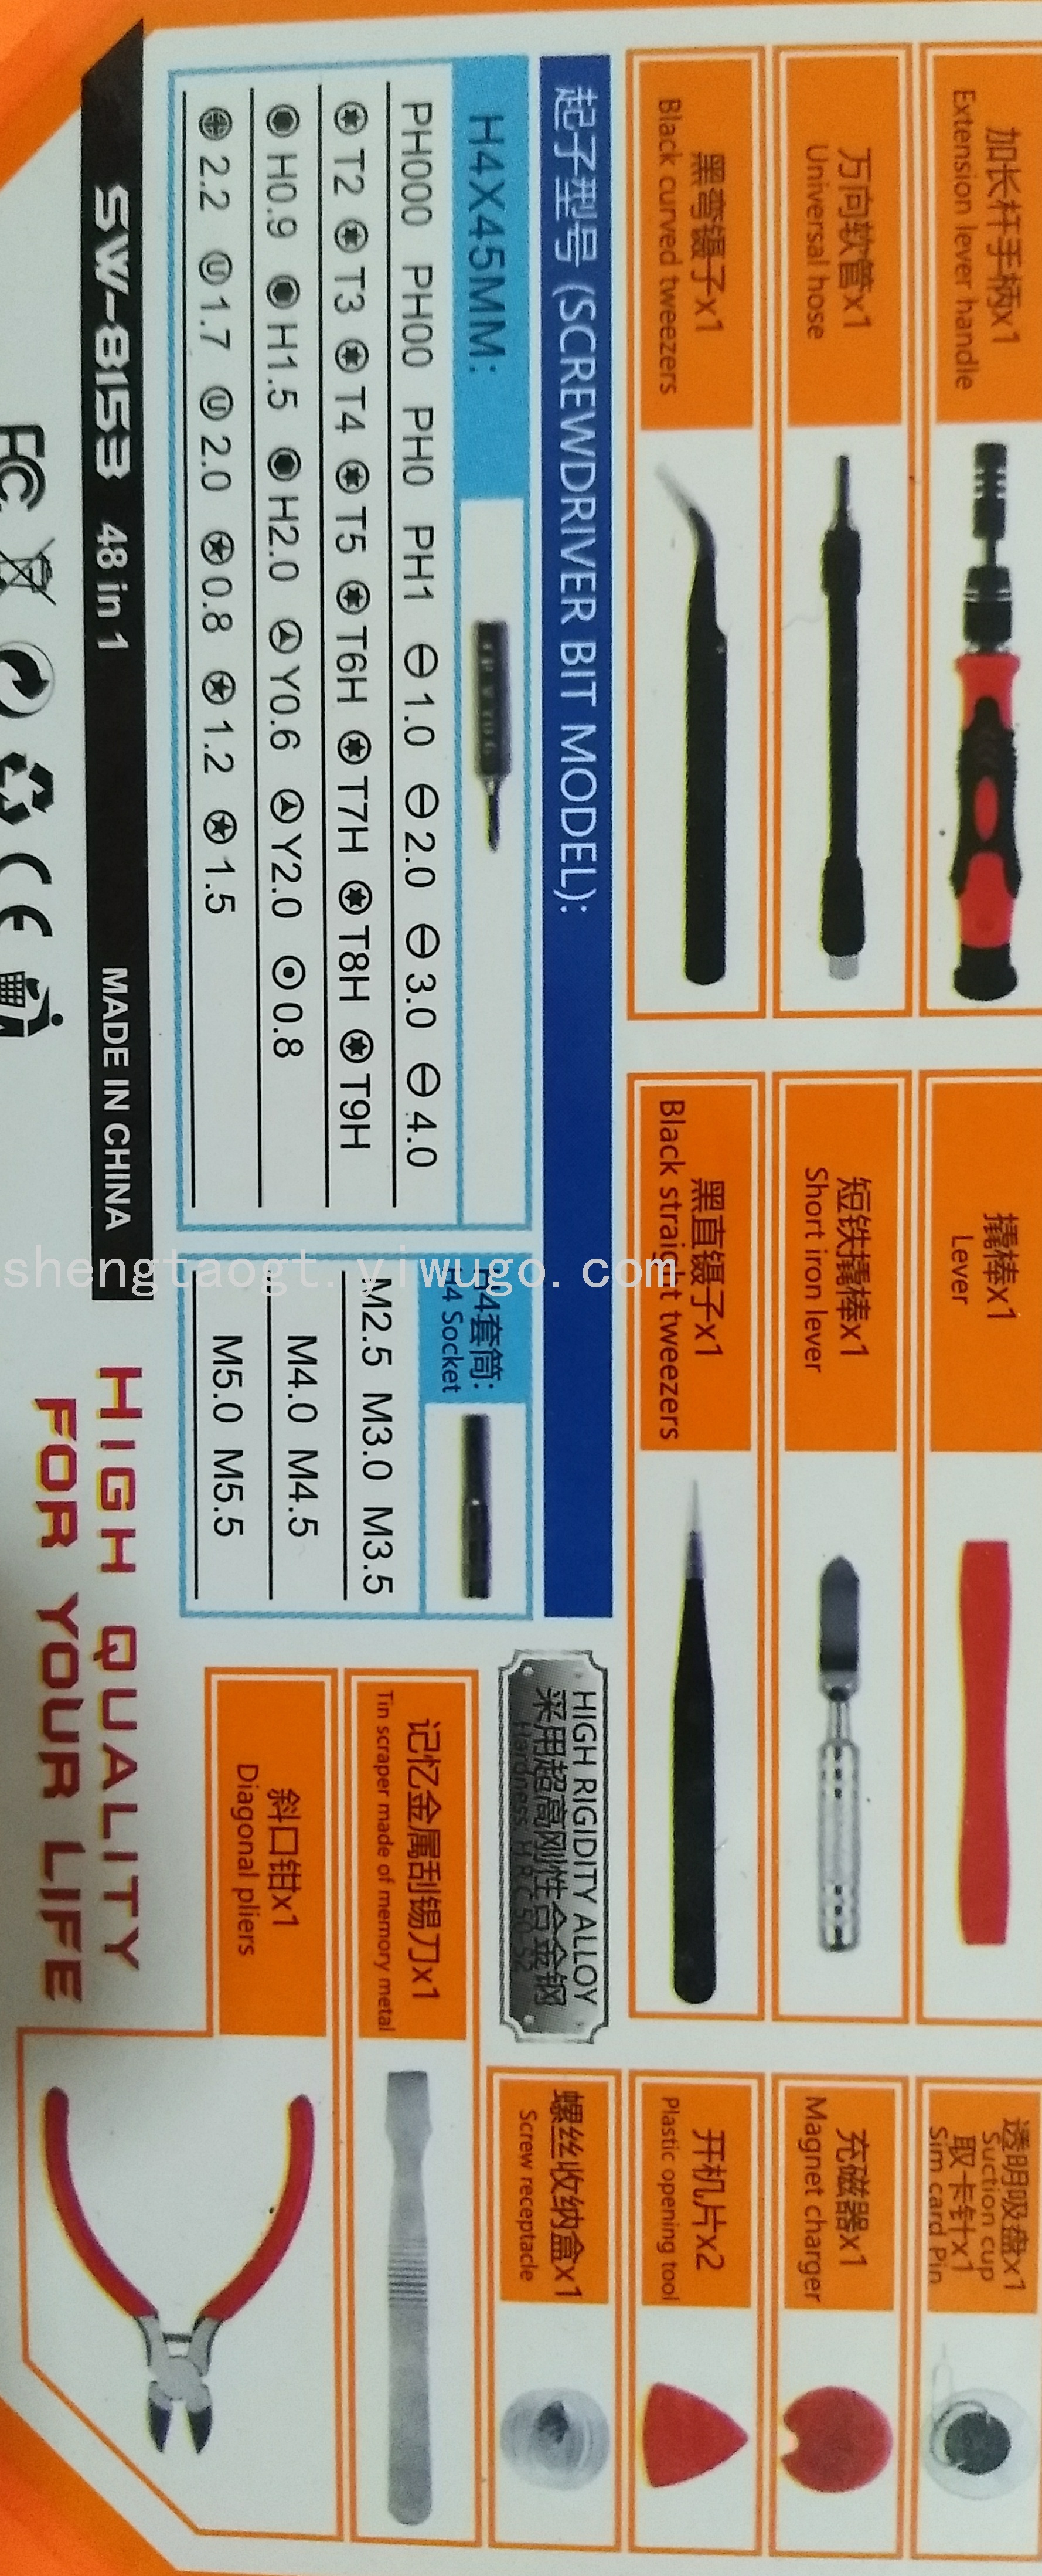 加长杆手柄x1
Extension lever handle
撬棒x1
Lever
透明吸盘x1
Suction cup
取卡针x1
Sim card Pin
万向软管x1
Universal hose
短铁撬棒x1
Short iron lever
充磁器x1
Magnet charger
黑弯镊子x1
Black curved tweezers
黑直镊子x1
Black straight tweezers
开机片x2
Plastic opening tool
起子型号 (SCREWDRIVER BIT MODEL):
HIGH RIGIDITY ALLOY
采用超高刚性合金钢
Hardness H R C 50-52
螺丝收纳盒x1
Screw receptacle
H4X45MM:
PH000 PH00 PH0 PH1 1.0 2.0 3.0 4.0
T2 T3 T4 T5 T6H T7H T8H T9H
H0.9 H1.5 H2.0 Y0.6 Y2.0 0.8
2.2 U1.7 U2.0 0.8 1.2 1.5
H4套筒:
H4 Socket
M2.5 M3.0 M3.5
M4.0 M4.5
M5.0 M5.5
记忆金属刮锡刀x1
Tin scraper made of memory metal
斜口钳x1
Diagonal pliers
SW-8158 48 in 1 MADE IN CHINA
HIGH QUALITY
FOR YOUR LIFE
FC CE
shengtaogt.yiwugo.com